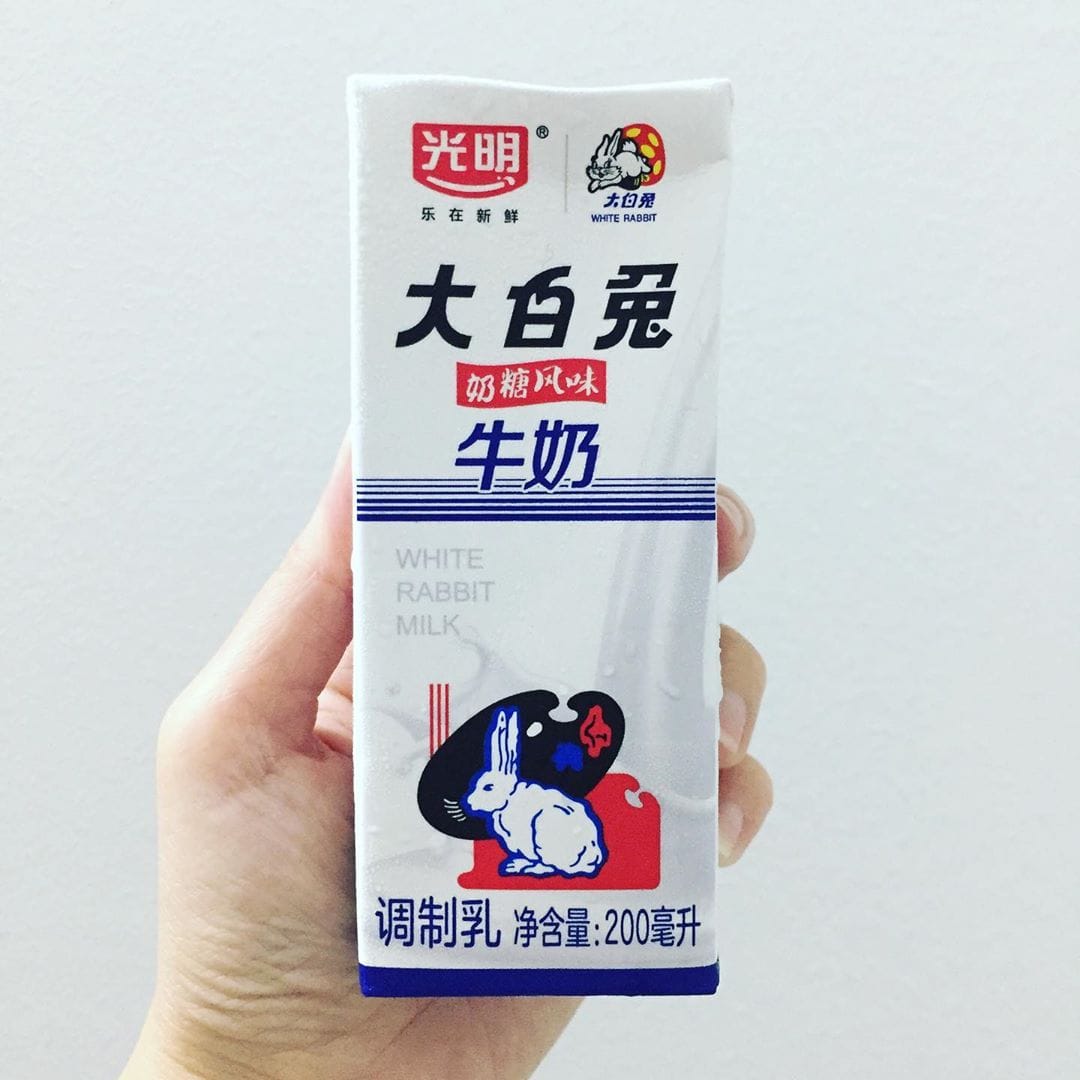 光明®
乐在新鲜
大白兔
WHITE RABBIT
大白兔
奶糖风味
牛奶
WHITE
RABBIT
MILK
调制乳 净含量:200毫升